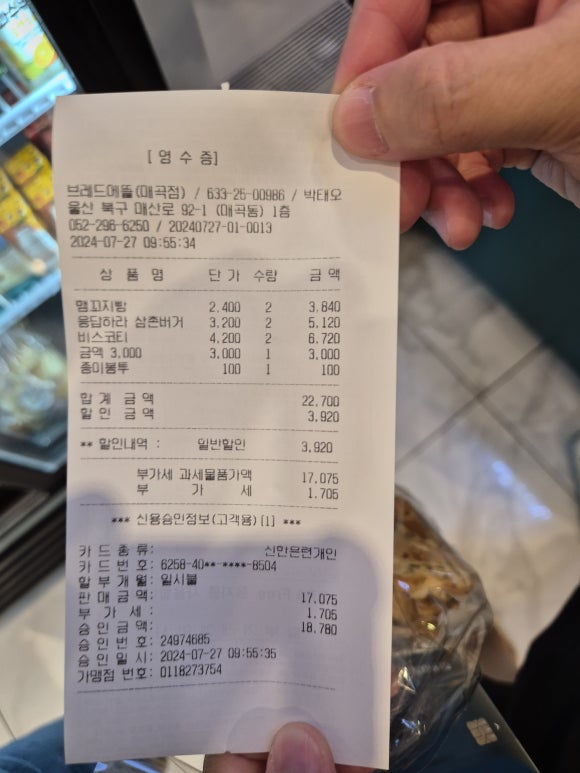 [ 영 수 증]
브레드메뜰(매곡점) / 633-25-00986 / 박태오
울산 북구 매산로 92-1 (매곡동) 1층
052-296-6250 / 20240727-01-0013
2024-07-27 09:55:34
상 품 명 단 가 수량 금 액
햄꼬지빵 2,400 2 3,840
응답하라 삼촌버거 3,200 2 5,120
비스코티 4,200 2 6,720
금액 3,000 3,000 1 3,000
종이봉투 100 1 100
합 계 금 액 22,700
할 인 금 액 3,920
** 할인내역 : 일반할인 3,920
부가세 과세물품가액 17,075
부 가 세 1,705
*** 신용승인정보(고객용)[1] ***
카 드 종 류: 신한은련개인
카 드 번 호: 6258-40**-****-8504
할 부 개 월: 일시불
판 매 금 액: 17,075
부 가 세 : 1,705
승 인 금 액: 18,780
승 인 번 호: 24974685
승 인 일 시: 2024-07-27 09:55:35
가맹점 번호: 0118273754